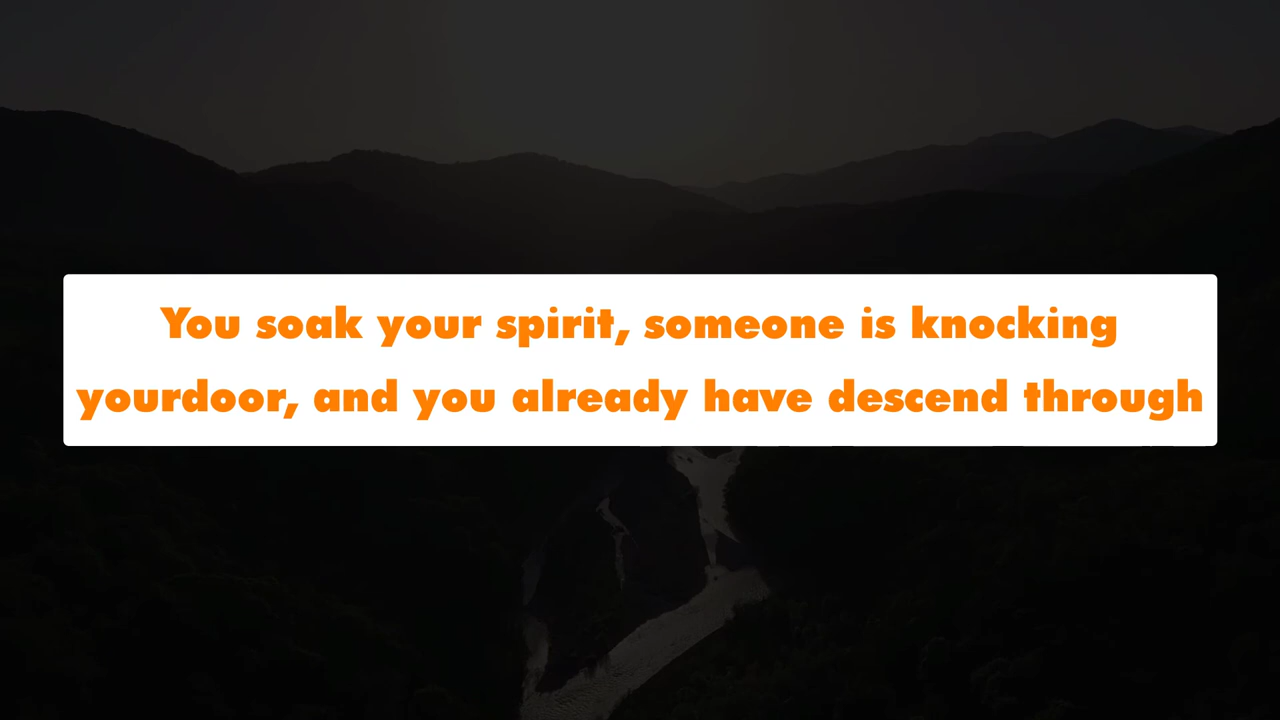 You soak your spirit, someone is knocking
yourdoor, and you already have descend through